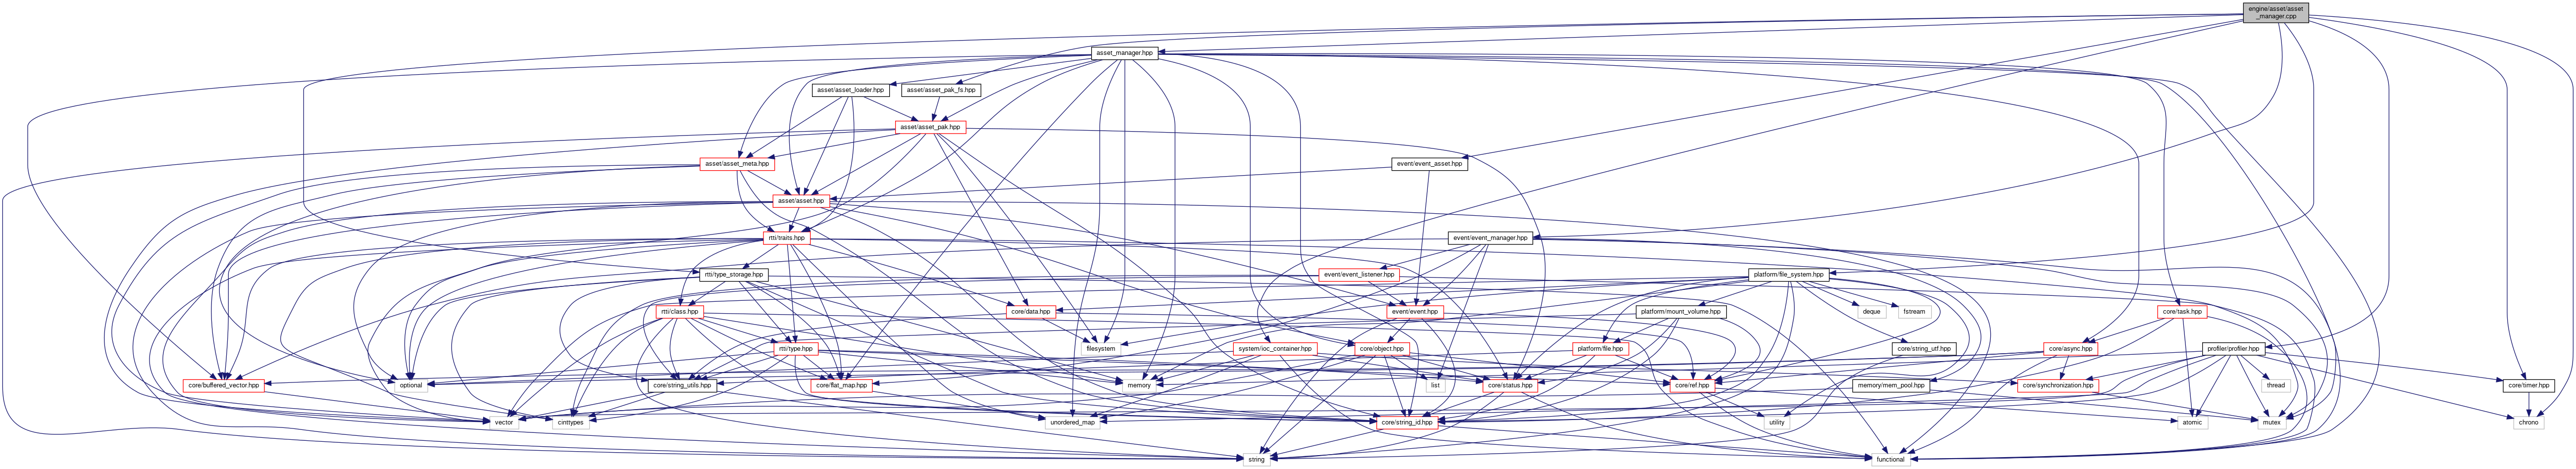 engine/asset/asset
_manager.cpp
asset_manager.hpp
asset/asset_loader.hpp
asset/asset_pak_fs.hpp
asset/asset_pak.hpp
asset/asset_meta.hpp
event/event_asset.hpp
asset/asset.hpp
rtti/traits.hpp
event/event_manager.hpp
rtti/type_storage.hpp
event/event_listener.hpp
platform/file_system.hpp
rtti/class.hpp
core/data.hpp
event/event.hpp
platform/mount_volume.hpp
deque
fstream
core/task.hpp
rtti/type.hpp
filesystem
system/ioc_container.hpp
core/object.hpp
platform/file.hpp
core/string_utf.hpp
core/async.hpp
profiler/profiler.hpp
core/buffered_vector.hpp
optional
core/string_utils.hpp
core/flat_map.hpp
memory
list
core/status.hpp
core/ref.hpp
memory/mem_pool.hpp
core/synchronization.hpp
thread
core/timer.hpp
vector
cinttypes
unordered_map
core/string_id.hpp
utility
atomic
mutex
chrono
string
functional